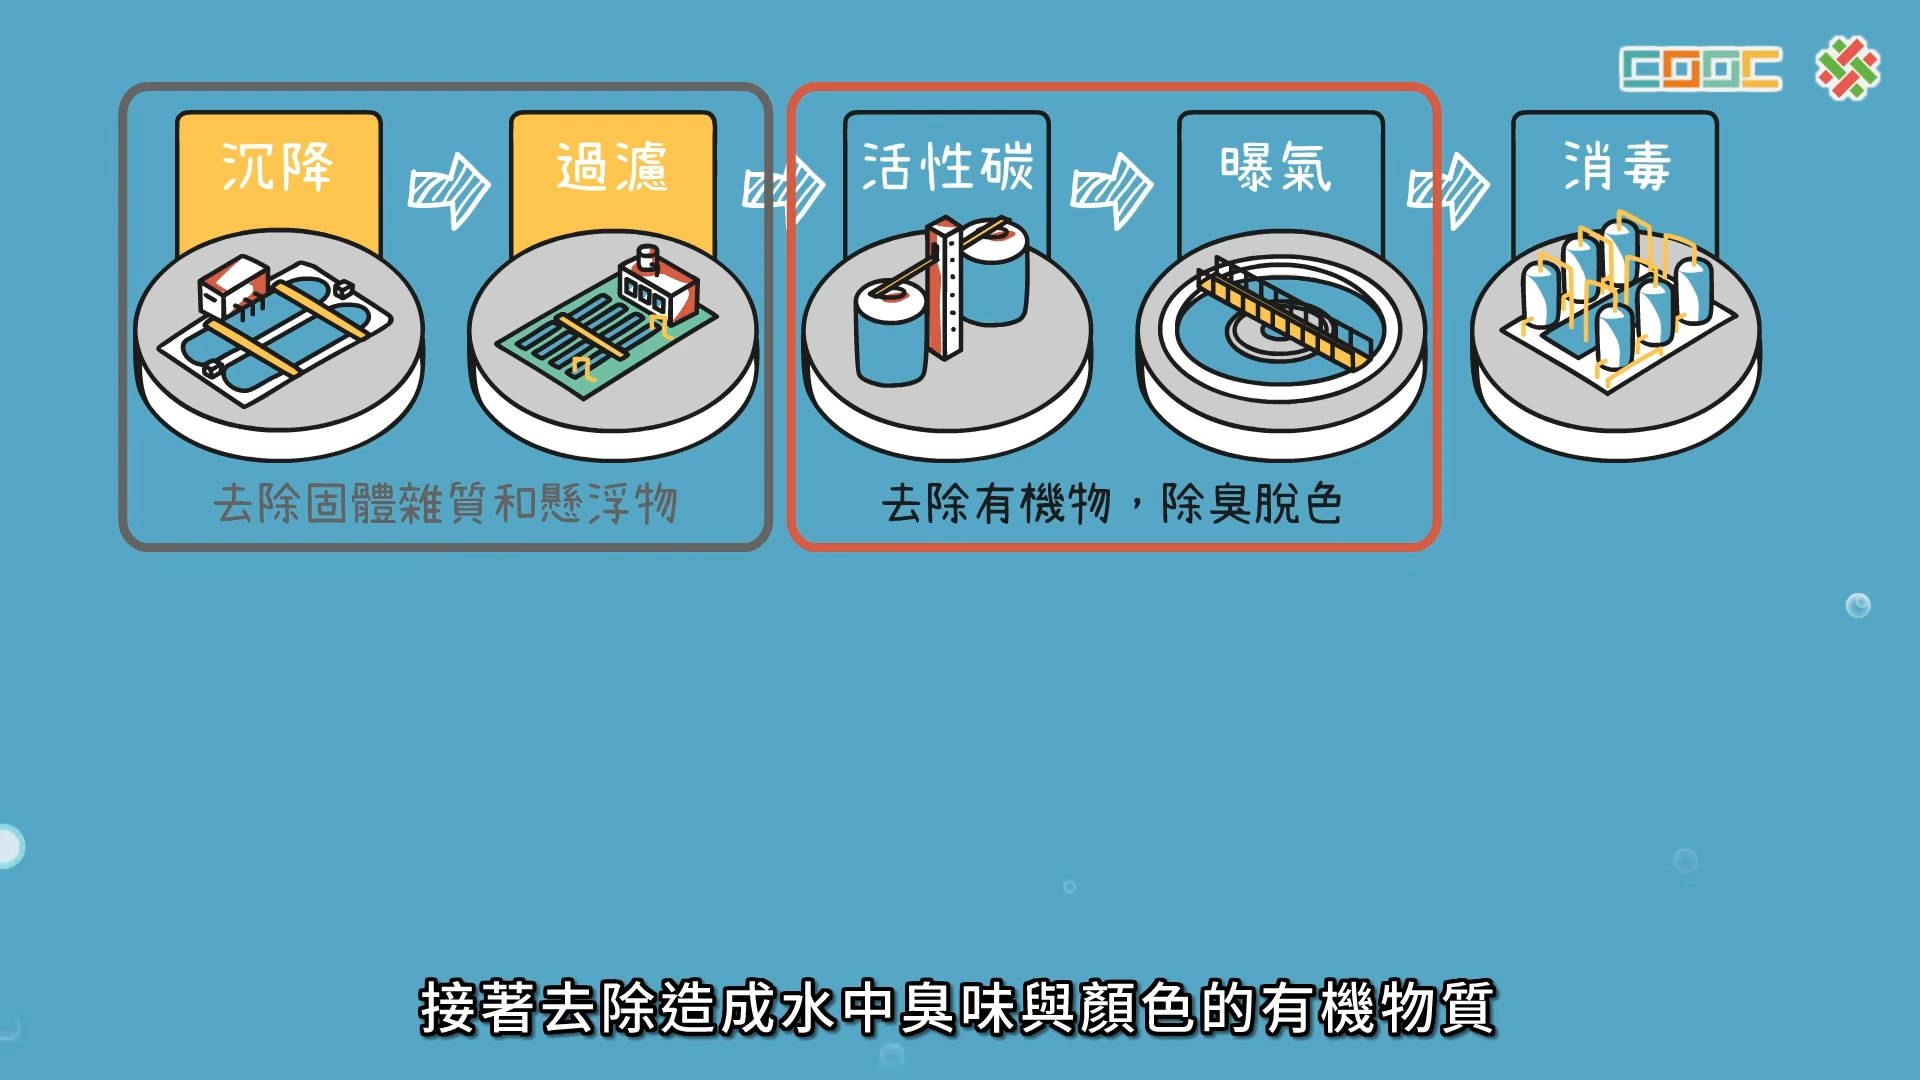 COOC
沉降
過濾
活性碳
曝氣
消毒
去除固體雜質和懸浮物
去除有機物，除臭脫色
接著去除造成水中臭味與顏色的有機物質